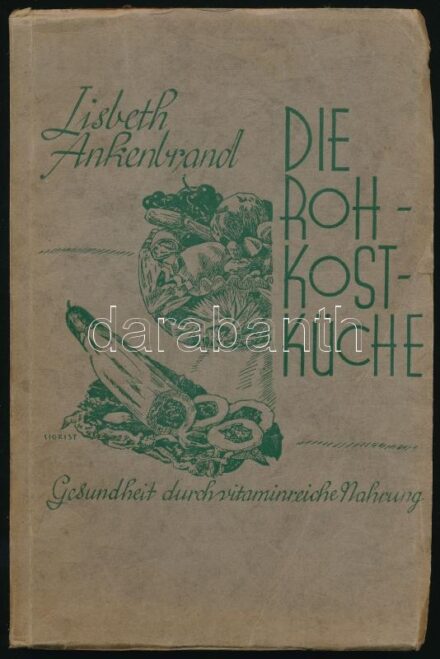 Lisbeth
Ankenbrand
DIE
ROH-
KOST-
KÜCHE
darabanth
Gesundheit durch vitaminreiche Nahrung